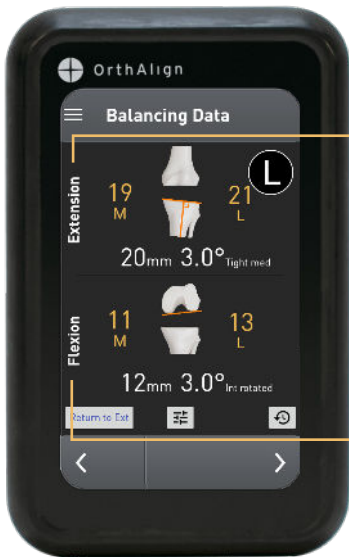 OrthAlign
Balancing Data
L
Extension
19 21
M L
20mm 3.0° Tight med
Flexion
11 13
M L
12mm 3.0° Int rotated
Return to Ext